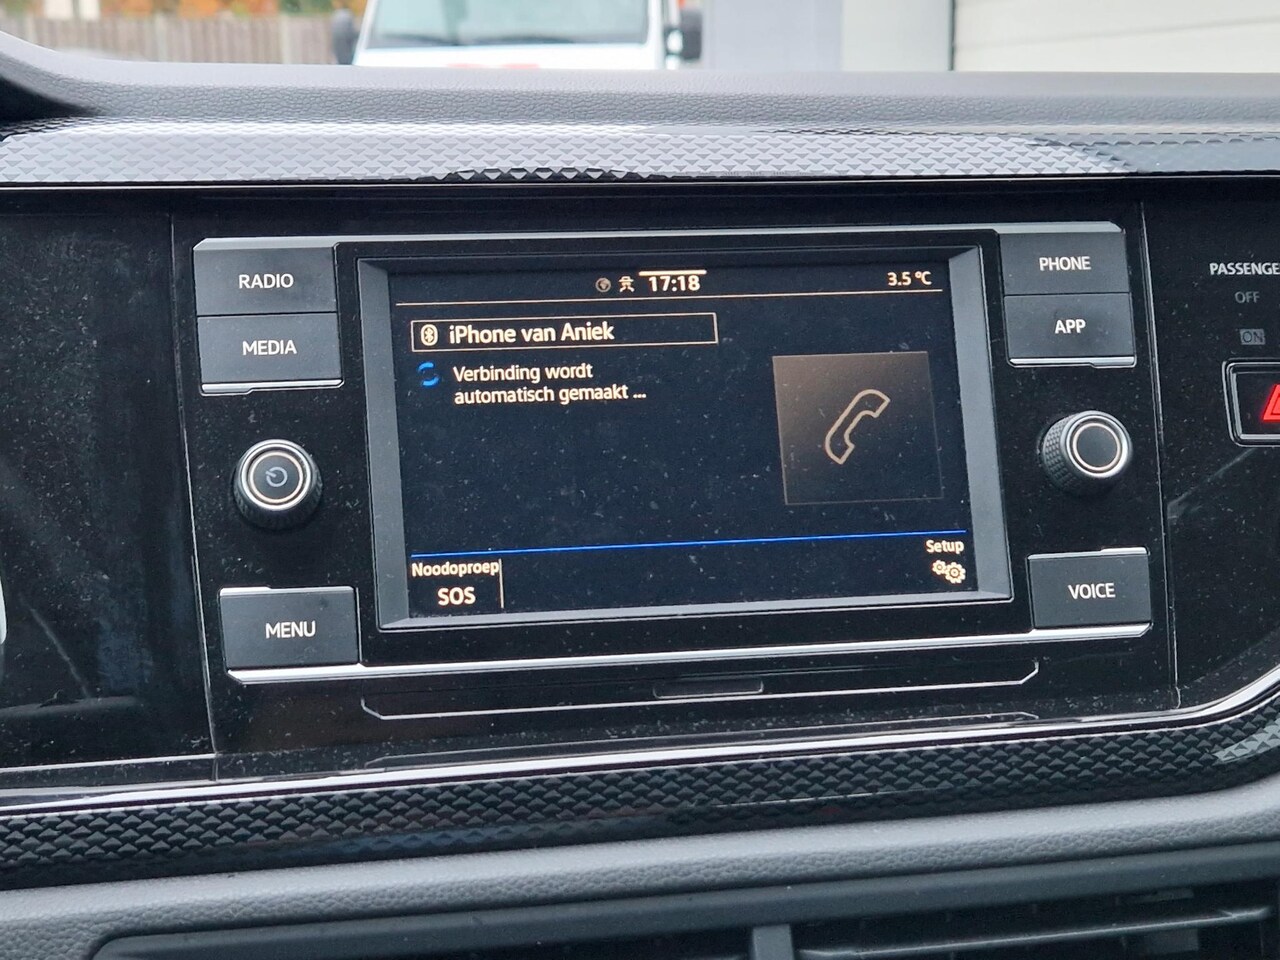 RADIO
MEDIA
MENU
17:18
3.5 °C
iPhone van Aniek
Verbinding wordt
automatisch gemaakt ...
Noodoproep
SOS
Setup
PHONE
APP
VOICE
PASSENGE
OFF
ON